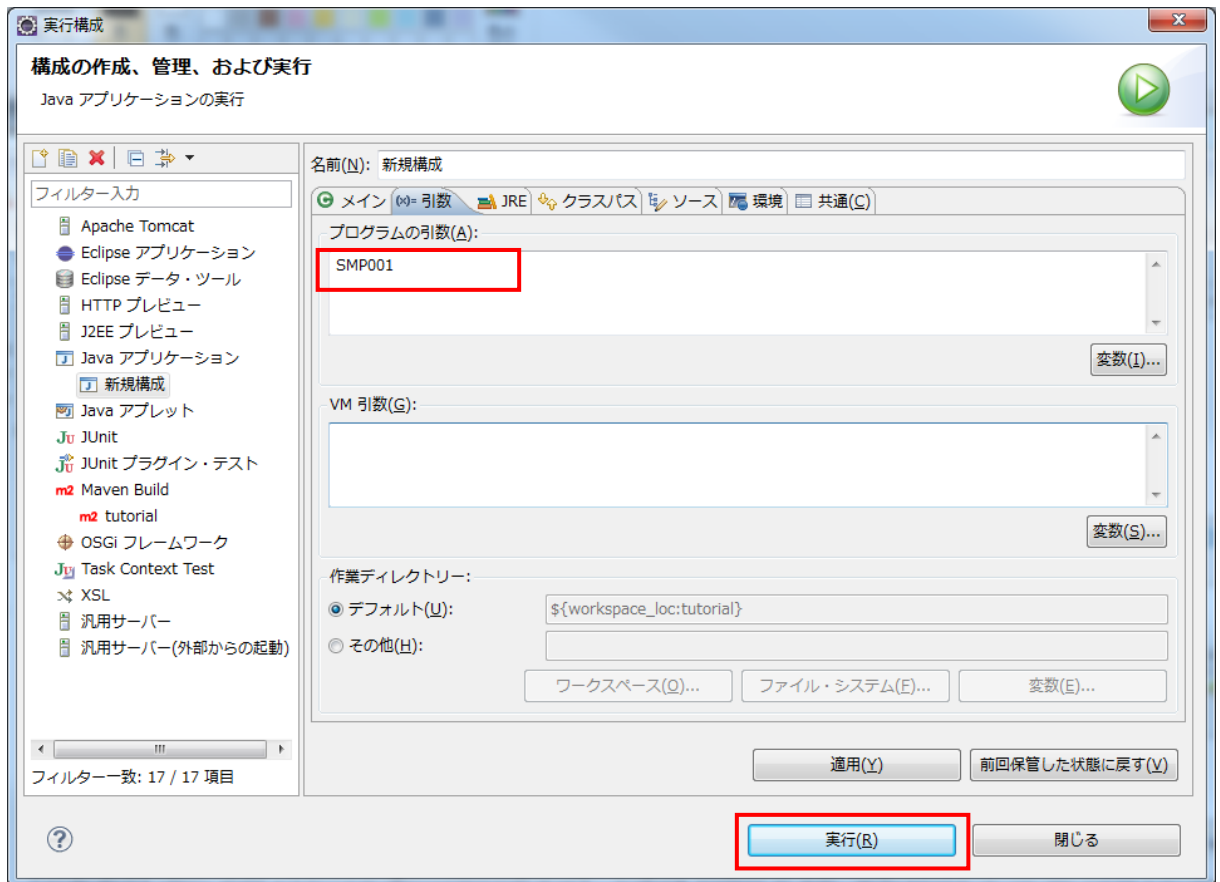 実行構成
構成の作成、管理、および実行
Java アプリケーションの実行
フィルター入力
Apache Tomcat
Eclipse アプリケーション
Eclipse データ・ツール
HTTP プレビュー
J2EE プレビュー
Java アプリケーション
新規構成
Java アプレット
JUnit
JUnit プラグイン・テスト
m2 Maven Build
m2 tutorial
OSGi フレームワーク
Task Context Test
XSL
汎用サーバー
汎用サーバー(外部からの起動)
フィルター一致: 17 / 17 項目
名前(N): 新規構成
メイン (x)= 引数 JRE クラスパス ソース 環境 共通(C)
プログラムの引数(A):
SMP001
変数(I)...
VM 引数(G):
変数(S)...
作業ディレクトリー:
デフォルト(U): ${workspace_loc:tutorial}
その他(H):
ワークスペース(O)... ファイル・システム(F)... 変数(E)...
適用(Y) 前回保管した状態に戻す(V)
実行(R) 閉じる